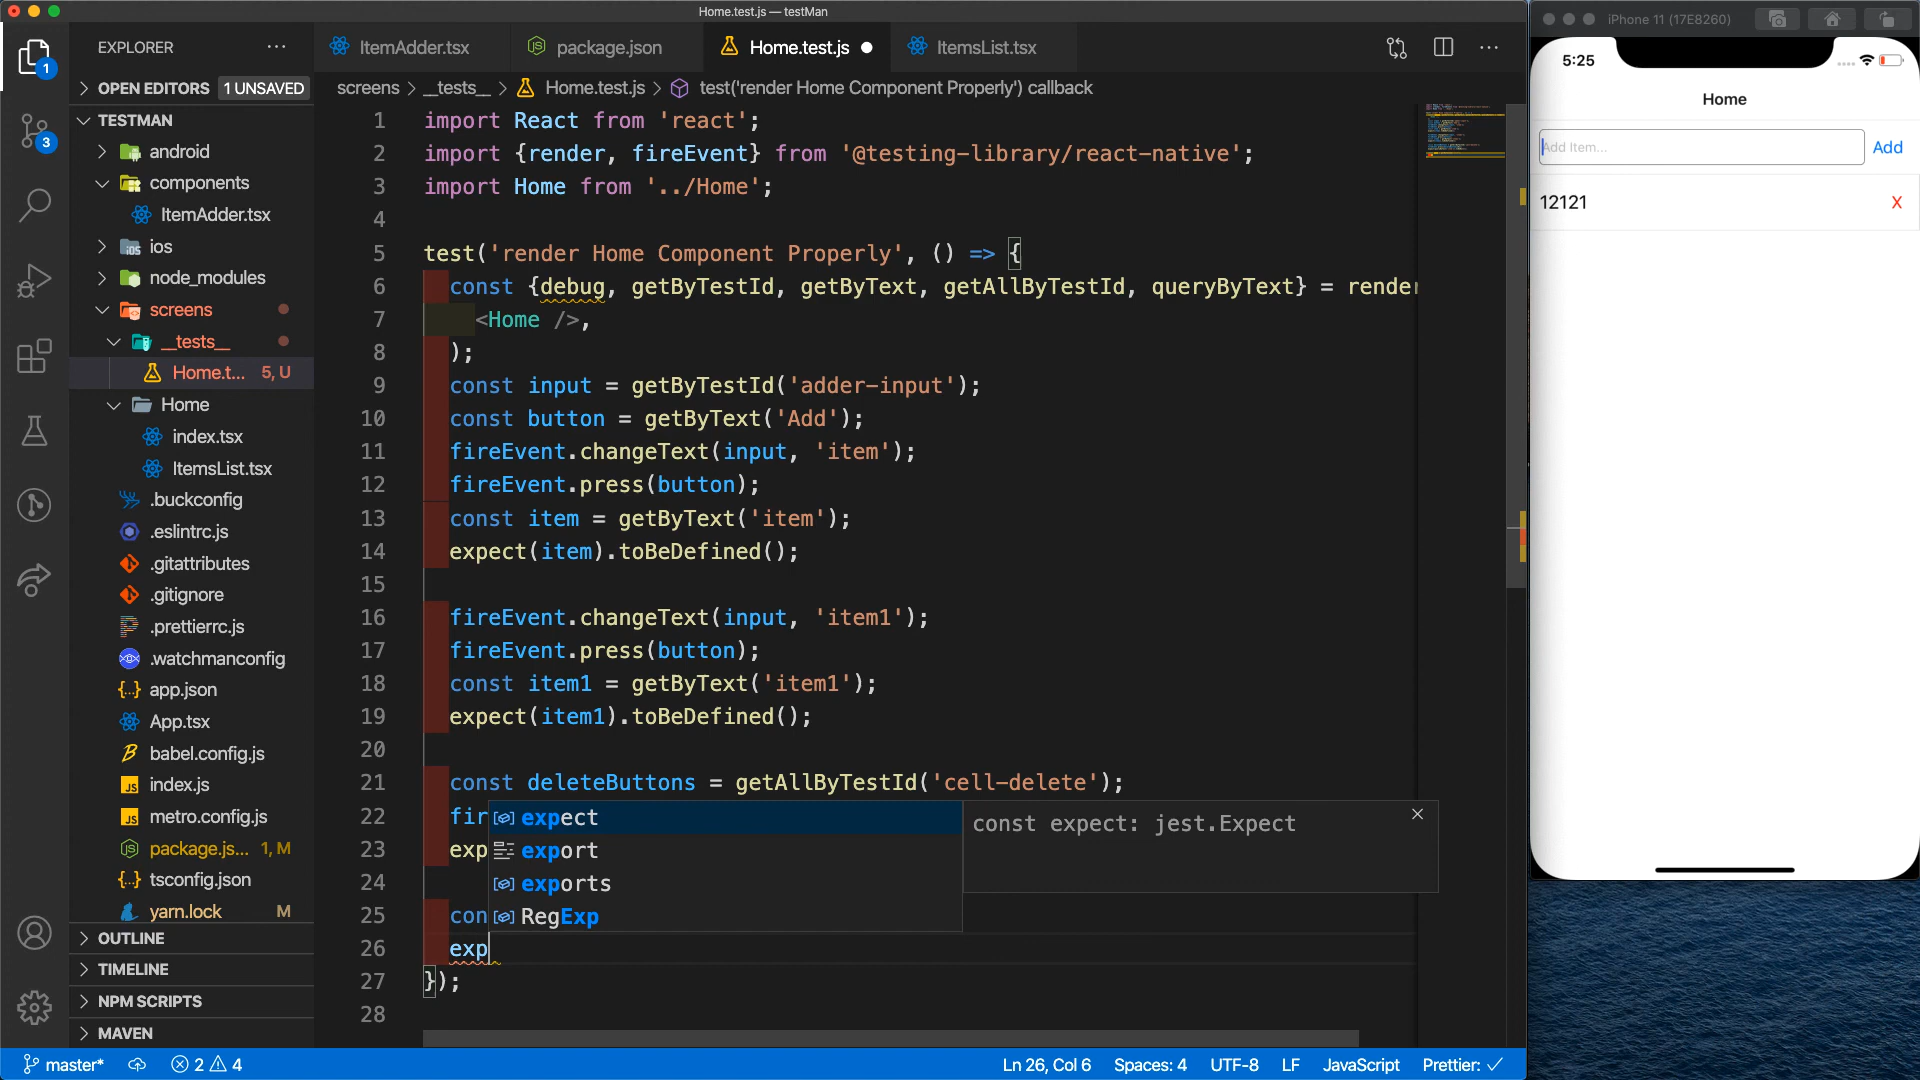 Home.test.js — testMan
EXPLORER
OPEN EDITORS 1 UNSAVED
TESTMAN
android
components
ItemAdder.tsx
ios
node_modules
screens
__tests__
Home.t... 5, U
Home
index.tsx
ItemsList.tsx
.buckconfig
.eslintrc.js
.gitattributes
.gitignore
.prettierrc.js
.watchmanconfig
app.json
App.tsx
babel.config.js
index.js
metro.config.js
package.js... 1, M
tsconfig.json
yarn.lock M
OUTLINE
TIMELINE
NPM SCRIPTS
MAVEN
1
3
ItemAdder.tsx package.json Home.test.js ItemsList.tsx
screens > __tests__ > Home.test.js > test('render Home Component Properly') callback
1 import React from 'react';
2 import {render, fireEvent} from '@testing-library/react-native';
3 import Home from '../Home';
4
5 test('render Home Component Properly', () => {
6 const {debug, getByTestId, getByText, getAllByTestId, queryByText} = render
7 <Home />,
8 );
9 const input = getByTestId('adder-input');
10 const button = getByText('Add');
11 fireEvent.changeText(input, 'item');
12 fireEvent.press(button);
13 const item = getByText('item');
14 expect(item).toBeDefined();
15
16 fireEvent.changeText(input, 'item1');
17 fireEvent.press(button);
18 const item1 = getByText('item1');
19 expect(item1).toBeDefined();
20
21 const deleteButtons = getAllByTestId('cell-delete');
22 fir
23 exp
24
25 con
26 exp
27 });
28
expect
export
exports
RegExp
const expect: jest.Expect
master* 2 4 Ln 26, Col 6 Spaces: 4 UTF-8 LF JavaScript Prettier: ✓
iPhone 11 (17E8260)
5:25
Home
Add Item... Add
12121 X